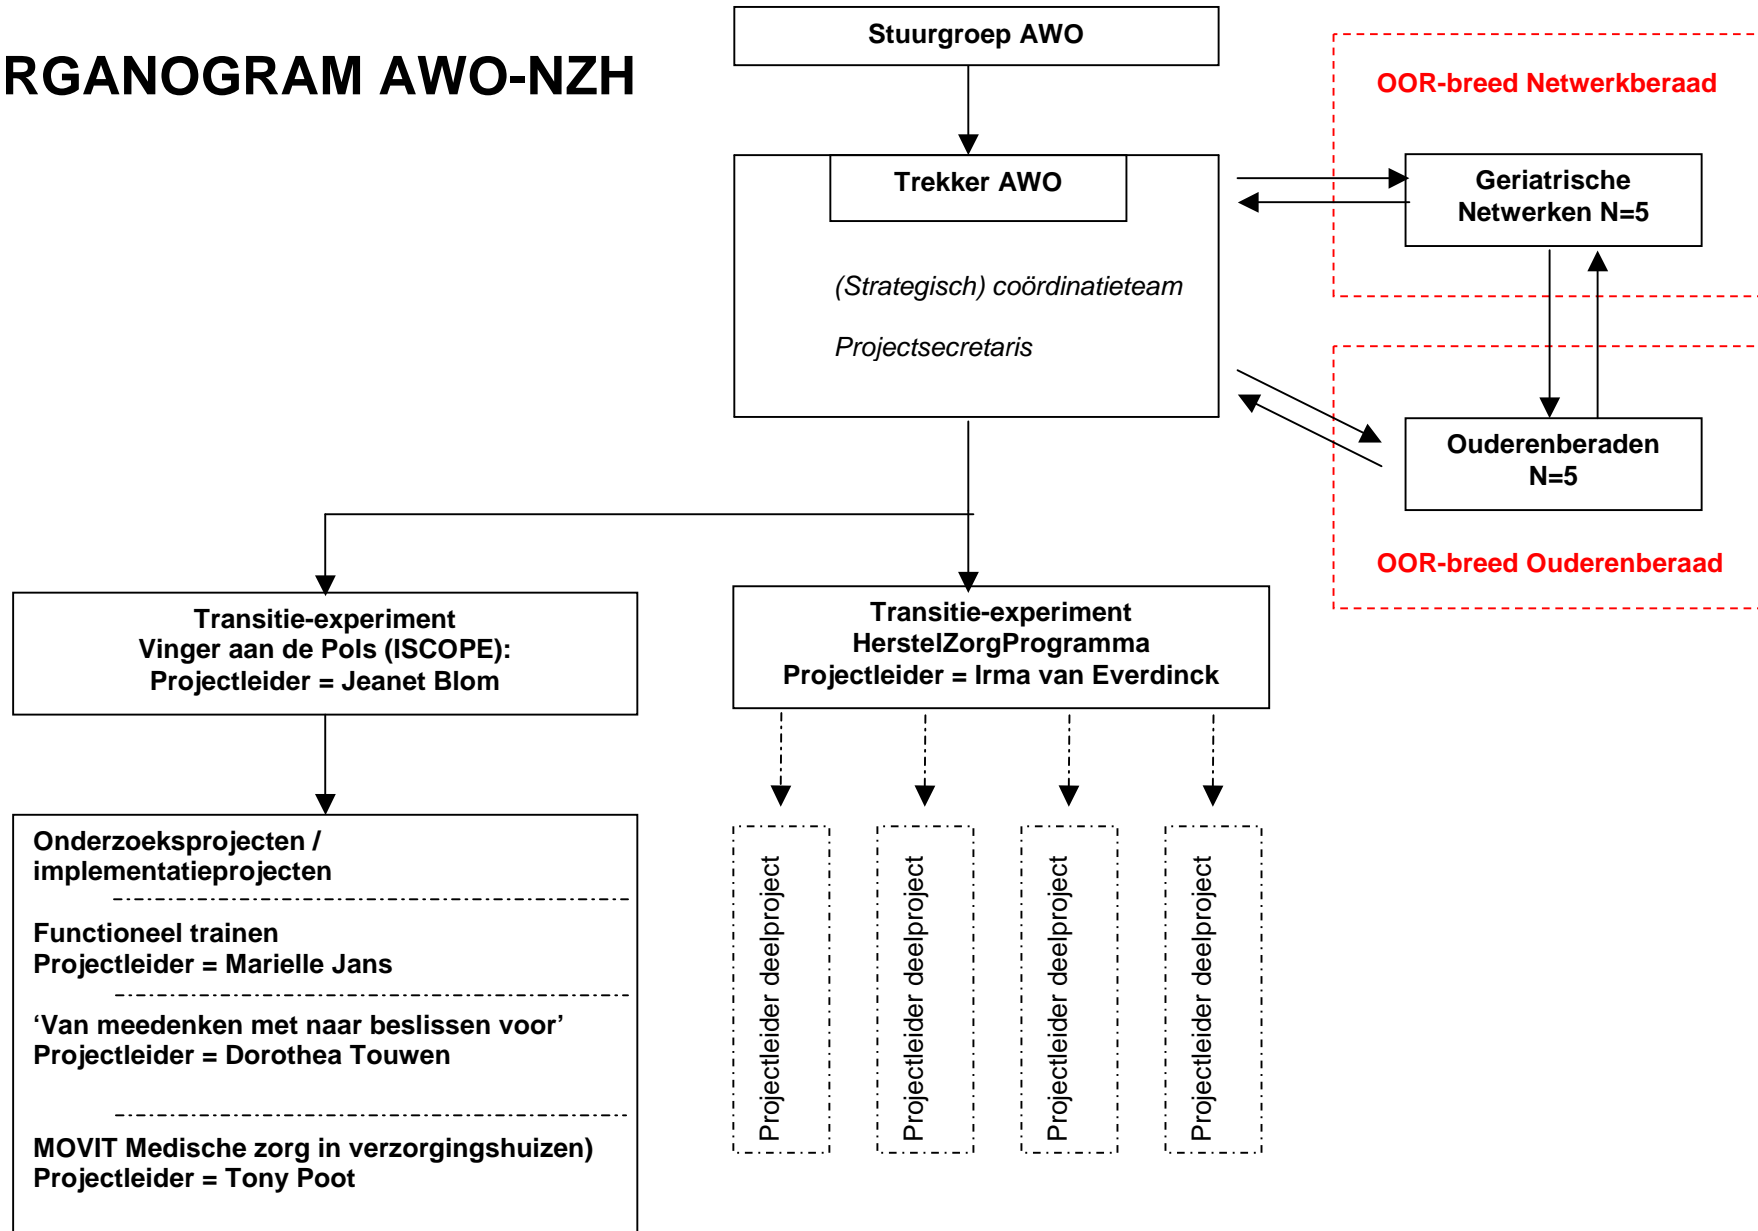 RGANOGRAM AWO-NZH
Stuurgroep AWO
Trekker AWO
(Strategisch) coördinatieteam
Projectsecretaris
OOR-breed Netwerkberaad
Geriatrische
Netwerken N=5
Ouderenberaden
N=5
OOR-breed Ouderenberaad
Transitie-experiment
Vinger aan de Pols (ISCOPE):
Projectleider = Jeanet Blom
Transitie-experiment
HerstelZorgProgramma
Projectleider = Irma van Everdinck
Onderzoeksprojecten /
implementatieprojecten
Functioneel trainen
Projectleider = Marielle Jans
‘Van meedenken met naar beslissen voor’
Projectleider = Dorothea Touwen
MOVIT Medische zorg in verzorgingshuizen)
Projectleider = Tony Poot
Projectleider deelproject
Projectleider deelproject
Projectleider deelproject
Projectleider deelproject